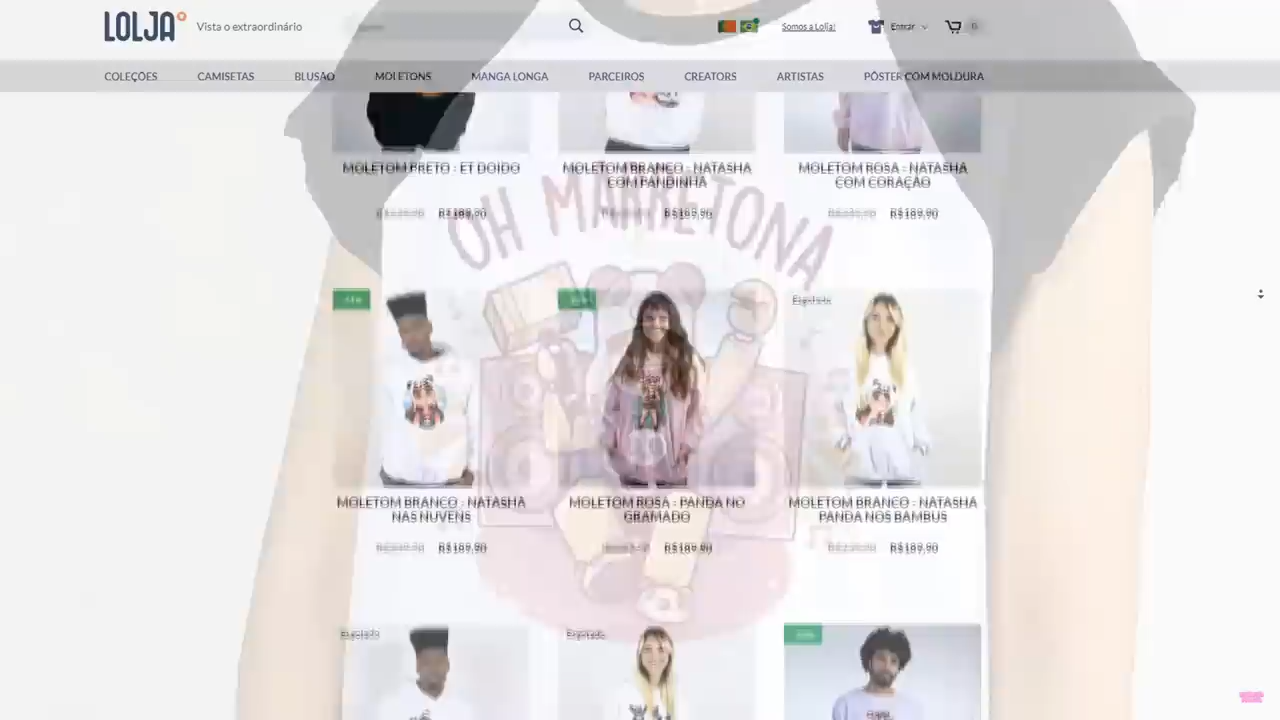 LOLJA
Vista o extraordinário
Somos a Lolja!
Entrar
0
COLEÇÕES
CAMISETAS
BLUSÃO
MOLETONS
MANGA LONGA
PARCEIROS
CREATORS
ARTISTAS
PÔSTER COM MOLDURA
MOLETOM PRETO - ET DOIDO
R$189,90
MOLETOM BRANCO - NATASHA
COM PANDINHA
R$189,90
MOLETOM ROSA - NATASHA
COM CORAÇÃO
R$189,90
OH MARRETONA
Esgotado
MOLETOM BRANCO - NATASHA
NAS NUVENS
R$189,90
MOLETOM ROSA - PANDA NO
GRAMADO
R$189,90
MOLETOM BRANCO - NATASHA
PANDA NOS BAMBUS
R$189,90
Esgotado
Esgotado